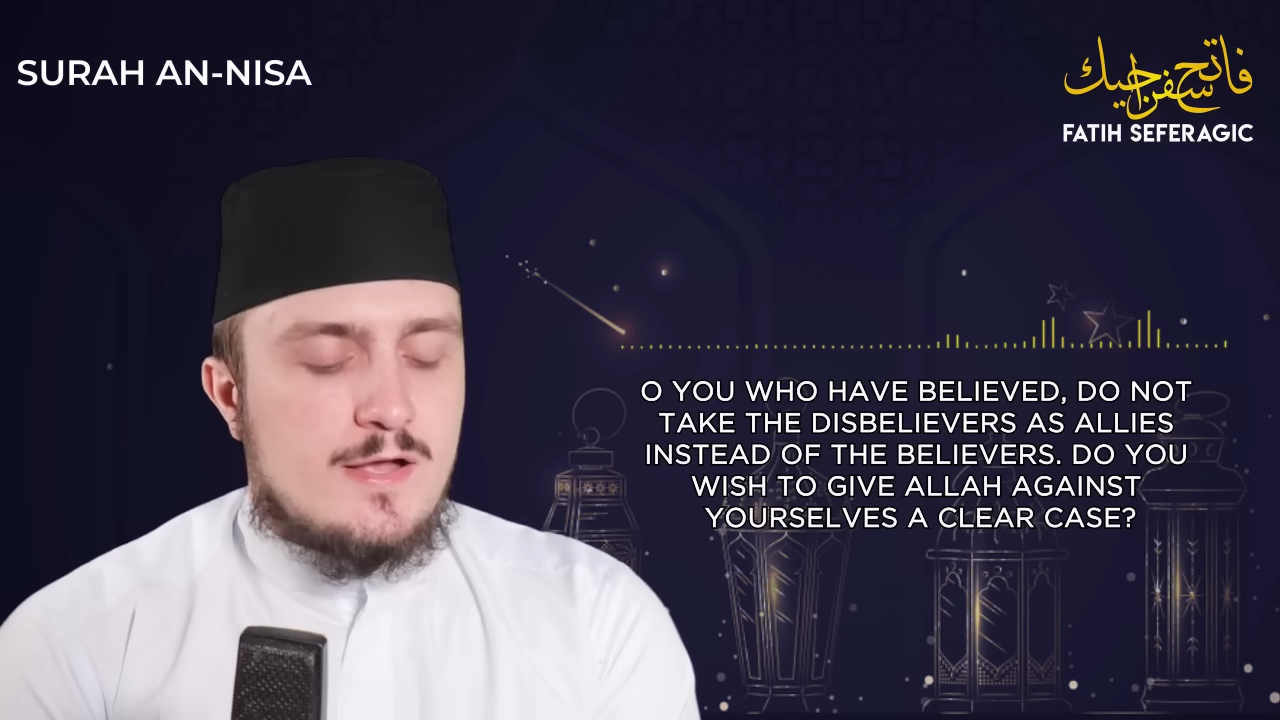 SURAH AN-NISA
فاتح سفراجيك
FATIH SEFERAGIC
O YOU WHO HAVE BELIEVED, DO NOT
TAKE THE DISBELIEVERS AS ALLIES
INSTEAD OF THE BELIEVERS. DO YOU
WISH TO GIVE ALLAH AGAINST
YOURSELVES A CLEAR CASE?